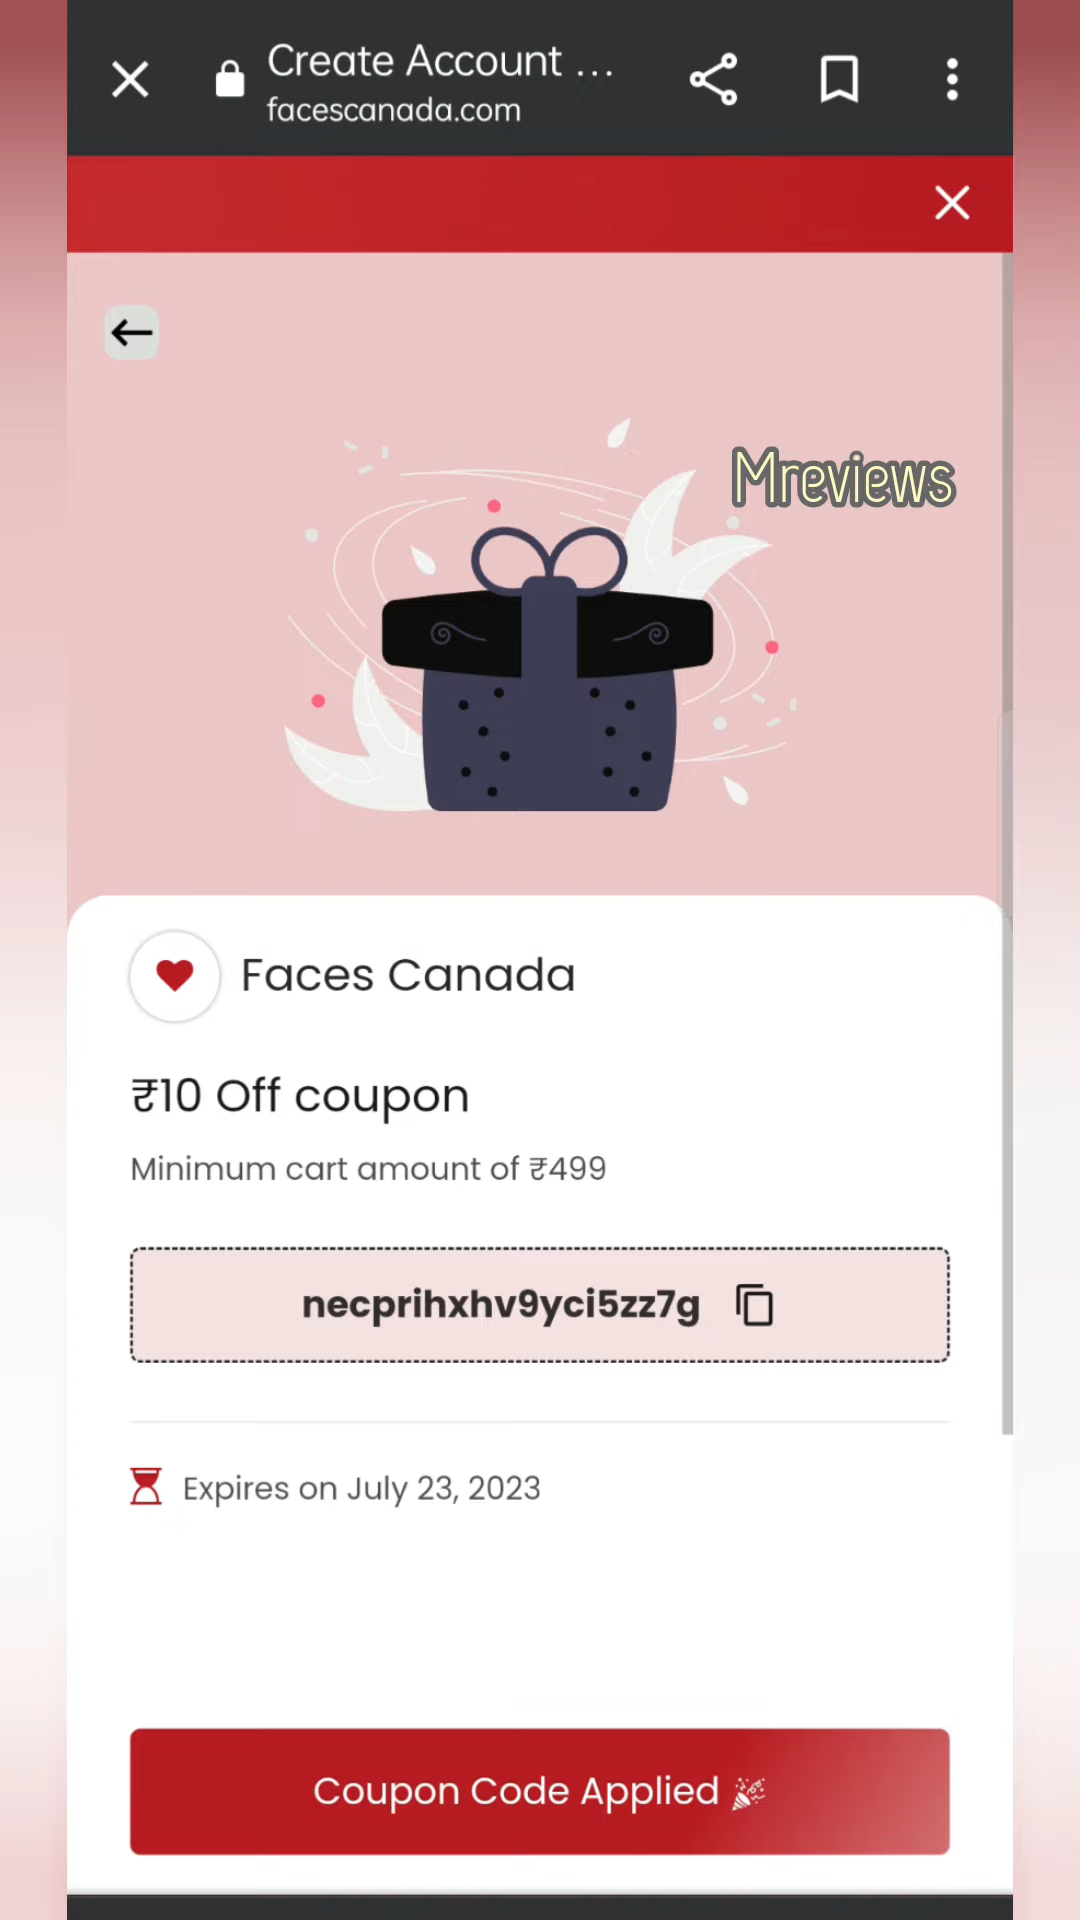 Create Account ...
facescanada.com
Mreviews
Faces Canada
₹10 Off coupon
Minimum cart amount of ₹499
necprihxhv9yci5zz7g
Expires on July 23, 2023
Coupon Code Applied 🎉